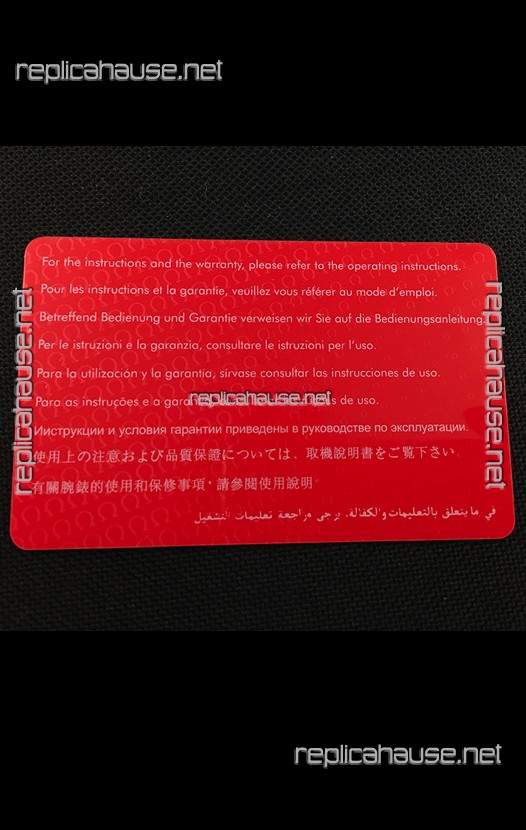 replicahause.net
For the instructions and the warranty, please refer to the operating instructions.
Pour les instructions et la garantie, veuillez vous référer au mode d'emploi.
Betreffend Bedienung und Garantie verweisen wir Sie auf die Bedienungsanleitung.
Per le istruzioni e la garanzia, consultare le istruzioni per l'uso.
Para la utilización y la garantía, sírvase consultar las instrucciones de uso.
Para as instruções e a garant de uso.
replicahause.net
Инструкции и условия гарантии приведены в руководстве по эксплуатации.
使用上の注意および品質保證については、取機說明書をご覧下さい
有關腕錶的使用和保修事項，請參閱使用說明。
في ما يتعلق بالتعليمات والكفالة، يرجى مراجعة تعليمات التشغيل
replicahause.net
replicahause.net
replicahause.net